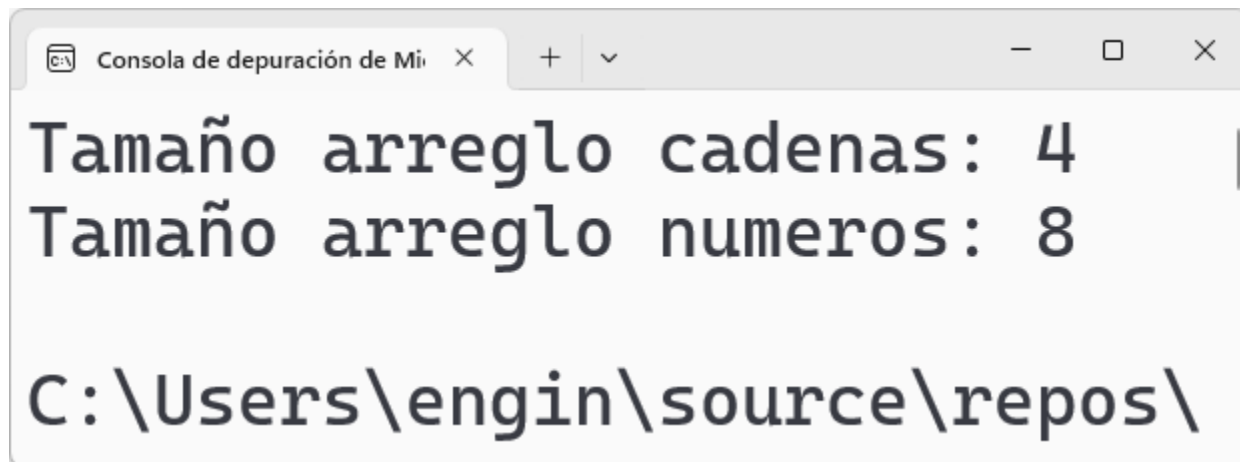 Consola de depuración de Mi
Tamaño arreglo cadenas: 4
Tamaño arreglo numeros: 8
C:\Users\engin\source\repos\